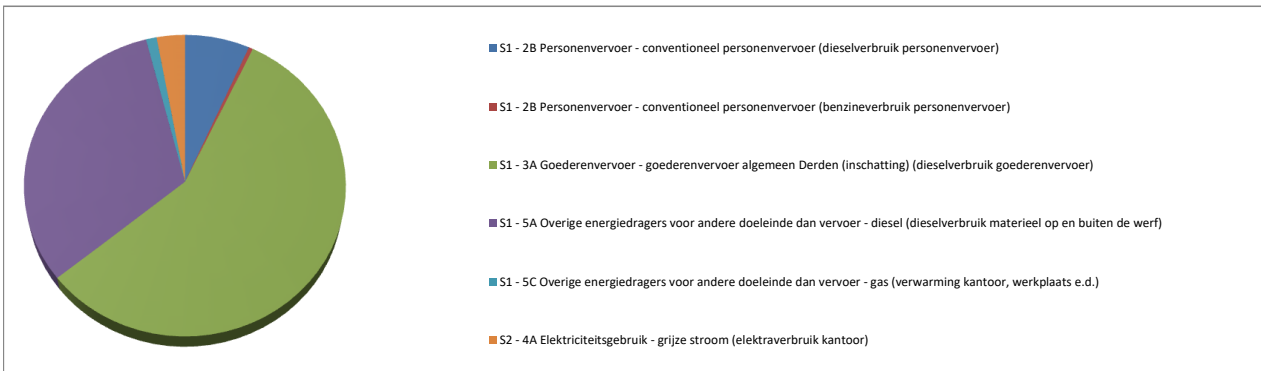 S1 - 2B Personenvervoer - conventioneel personenvervoer (dieselverbruik personenvervoer)
S1 - 2B Personenvervoer - conventioneel personenvervoer (benzineverbruik personenvervoer)
S1 - 3A Goederenvervoer - goederenvervoer algemeen Derden (inschatting) (dieselverbruik goederenvervoer)
S1 - 5A Overige energiedragers voor andere doeleinde dan vervoer - diesel (dieselverbruik materieel op en buiten de werf)
S1 - 5C Overige energiedragers voor andere doeleinde dan vervoer - gas (verwarming kantoor, werkplaats e.d.)
S2 - 4A Elektriciteitsgebruik - grijze stroom (elektraverbruik kantoor)